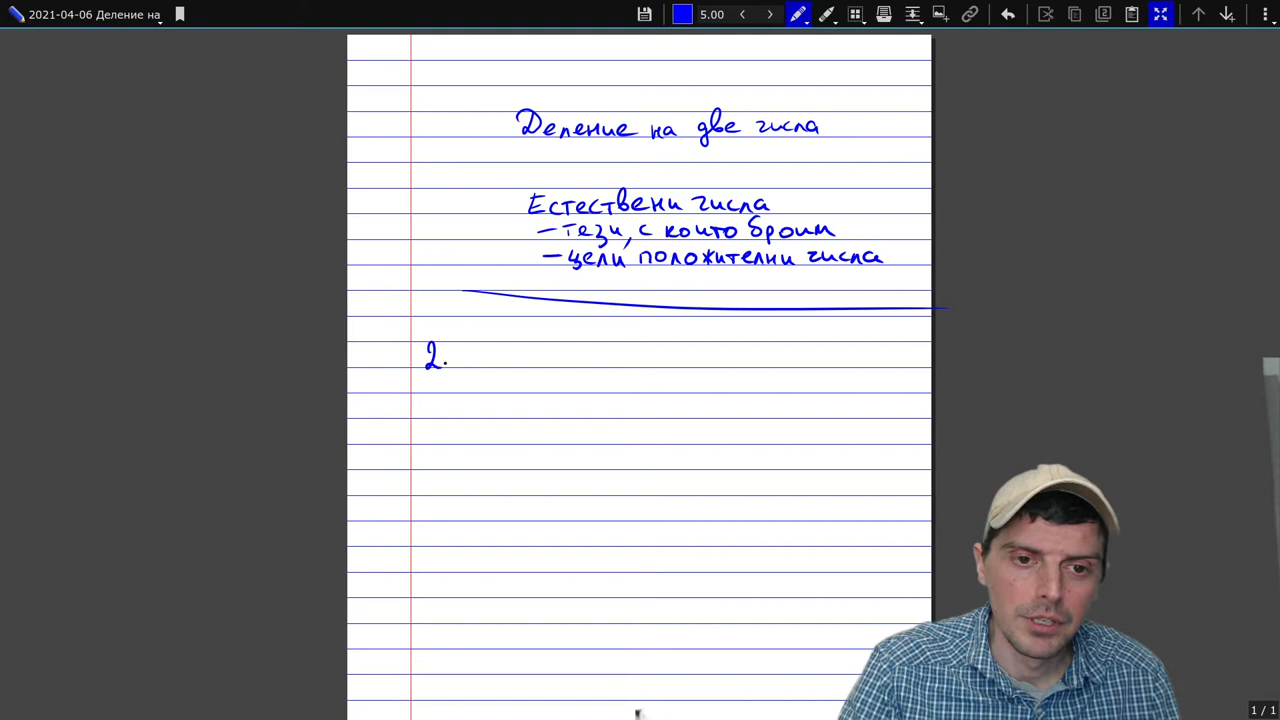 2021-04-06 Деление на
5.00
Деление на две числа
Естествени числа
– тези, с които броим
– цели положителни числа
2.
1 / 1